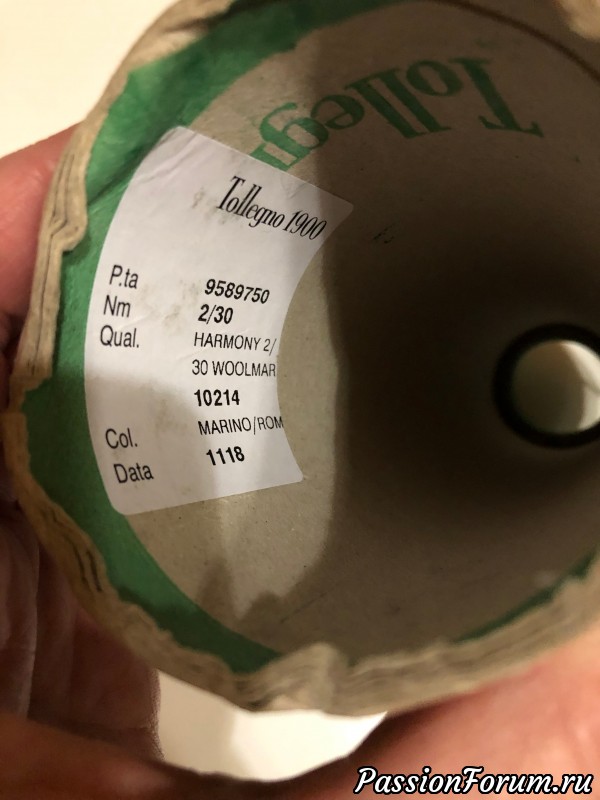 Tollegn
Tollegno 1900
P.ta 9589750
Nm 2/30
Qual. HARMONY 2/
30 WOOLMAR
10214
Col. MARINO/ROM
Data 1118
PassionForum.ru